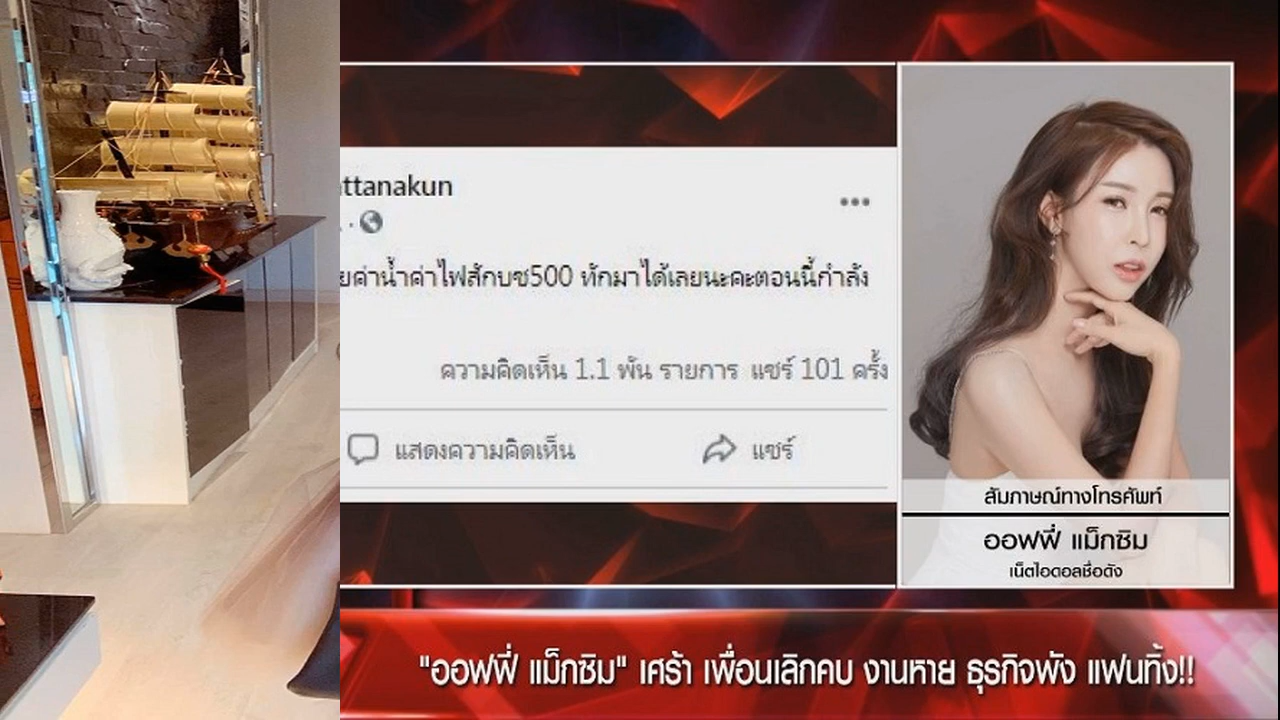 ttanakun
ค่าน้ำค่าไฟสักบช500 ทักมาได้เลยนะคะตอนนี้กำลัง
ความคิดเห็น 1.1 พัน รายการ แชร์ 101 ครั้ง
แสดงความคิดเห็น แชร์
สัมภาษณ์ทางโทรศัพท์
ออฟฟี่ แม็กซิม
เน็ตไอดอลชื่อดัง
"ออฟฟี่ แม็กซิม" เศร้า เพื่อนเลิกคบ งานหาย ธุรกิจพัง แฟนทิ้ง!!